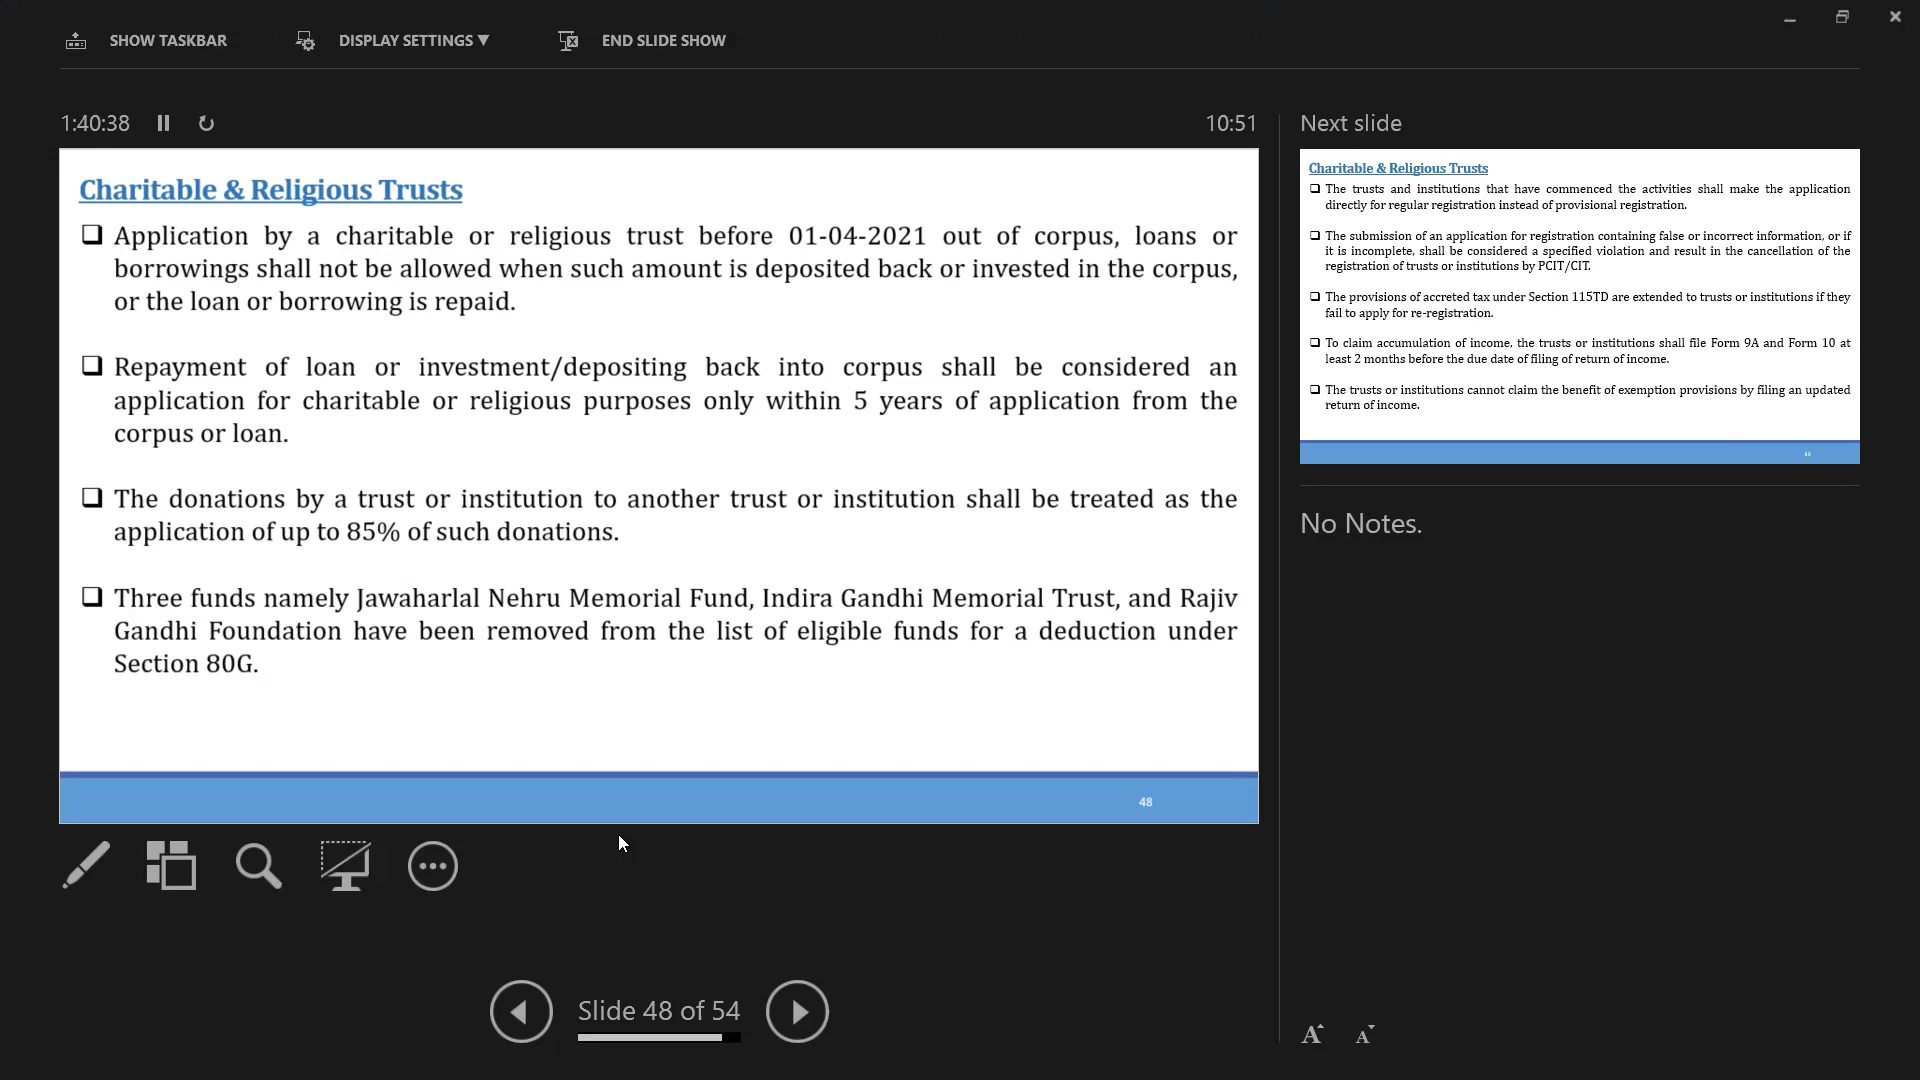 SHOW TASKBAR
DISPLAY SETTINGS ▼
END SLIDE SHOW
1:40:38
10:51
Charitable & Religious Trusts
❑ Application by a charitable or religious trust before 01-04-2021 out of corpus, loans or
borrowings shall not be allowed when such amount is deposited back or invested in the corpus,
or the loan or borrowing is repaid.
❑ Repayment of loan or investment/depositing back into corpus shall be considered an
application for charitable or religious purposes only within 5 years of application from the
corpus or loan.
❑ The donations by a trust or institution to another trust or institution shall be treated as the
application of up to 85% of such donations.
❑ Three funds namely Jawaharlal Nehru Memorial Fund, Indira Gandhi Memorial Trust, and Rajiv
Gandhi Foundation have been removed from the list of eligible funds for a deduction under
Section 80G.
48
Slide 48 of 54
Next slide
Charitable & Religious Trusts
❑ The trusts and institutions that have commenced the activities shall make the application
directly for regular registration instead of provisional registration.
❑ The submission of an application for registration containing false or incorrect information, or if
it is incomplete, shall be considered a specified violation and result in the cancellation of the
registration of trusts or institutions by PCIT/CIT.
❑ The provisions of accreted tax under Section 115TD are extended to trusts or institutions if they
fail to apply for re-registration.
❑ To claim accumulation of income, the trusts or institutions shall file Form 9A and Form 10 at
least 2 months before the due date of filing of return of income.
❑ The trusts or institutions cannot claim the benefit of exemption provisions by filing an updated
return of income.
No Notes.
A A